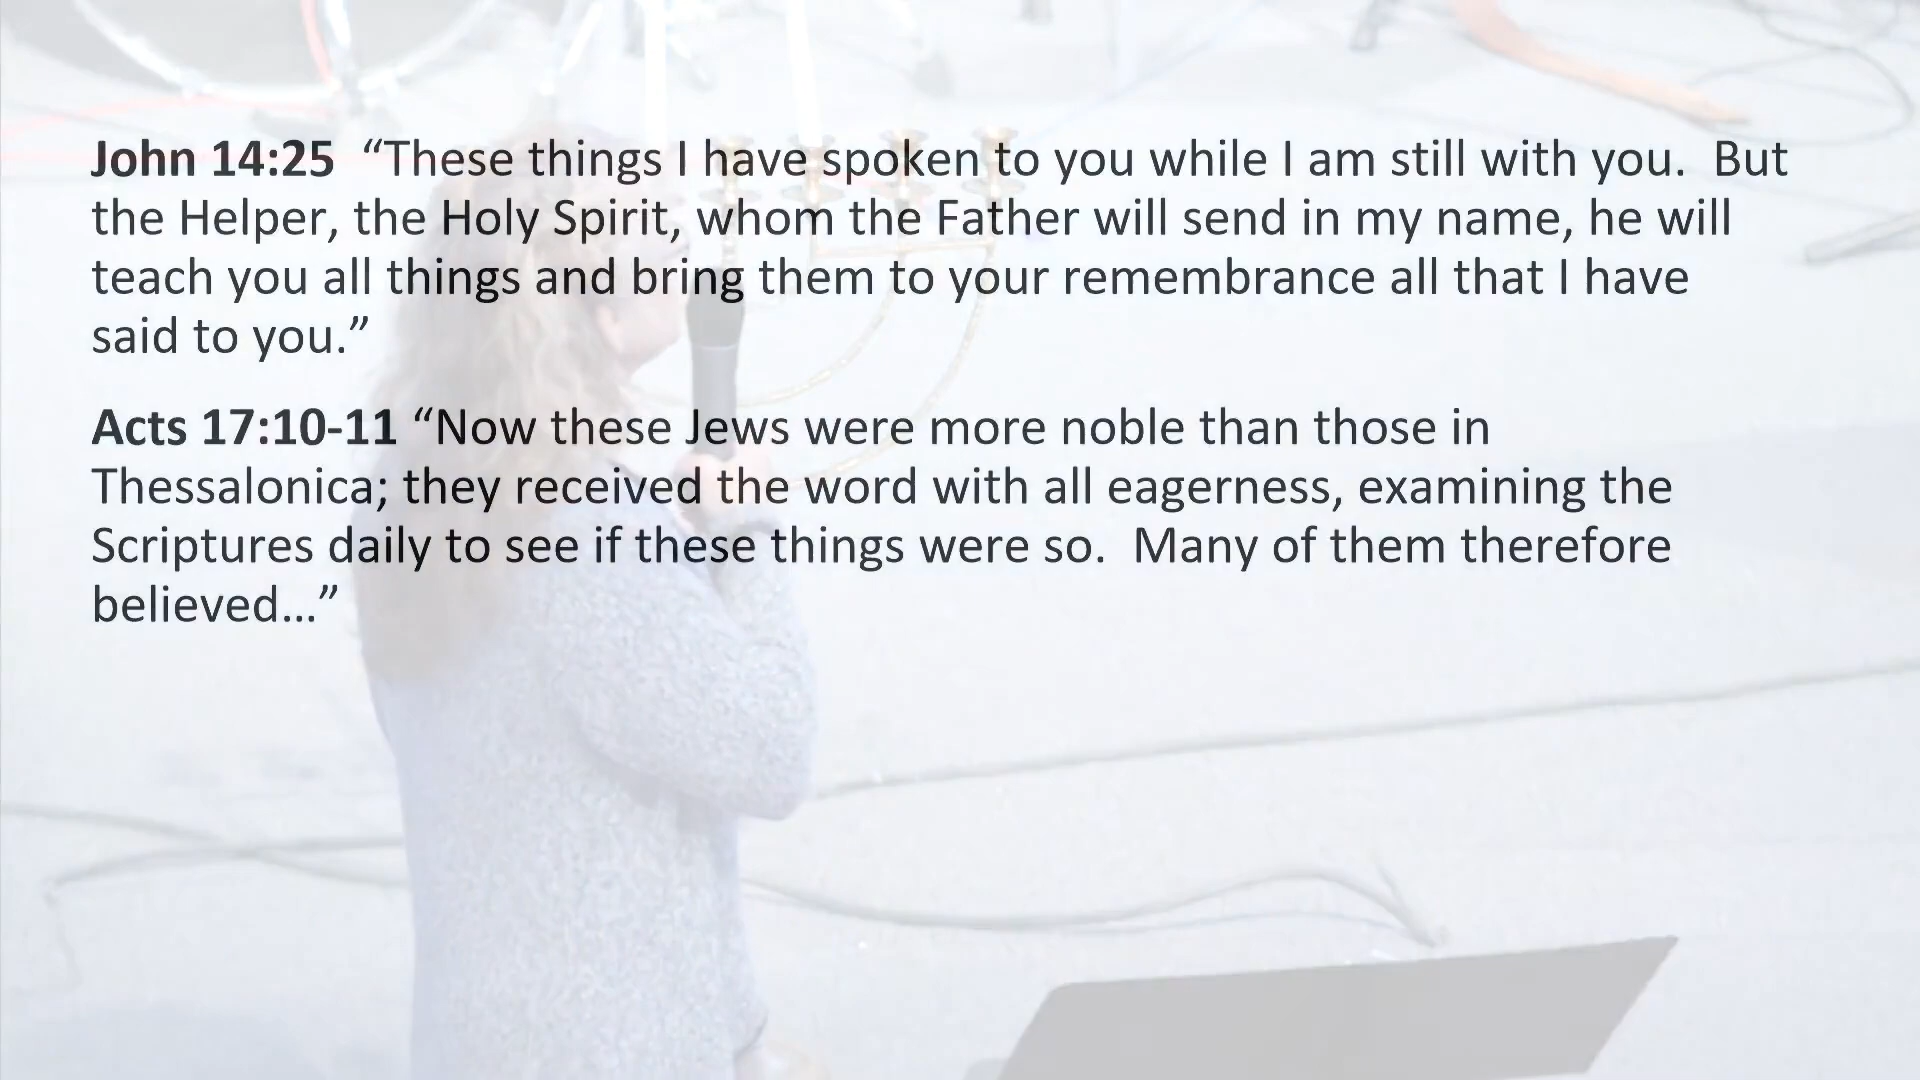 John 14:25  “These things I have spoken to you while I am still with you.  But
the Helper, the Holy Spirit, whom the Father will send in my name, he will
teach you all things and bring them to your remembrance all that I have
said to you.”
Acts 17:10-11 “Now these Jews were more noble than those in
Thessalonica; they received the word with all eagerness, examining the
Scriptures daily to see if these things were so.  Many of them therefore
believed…”